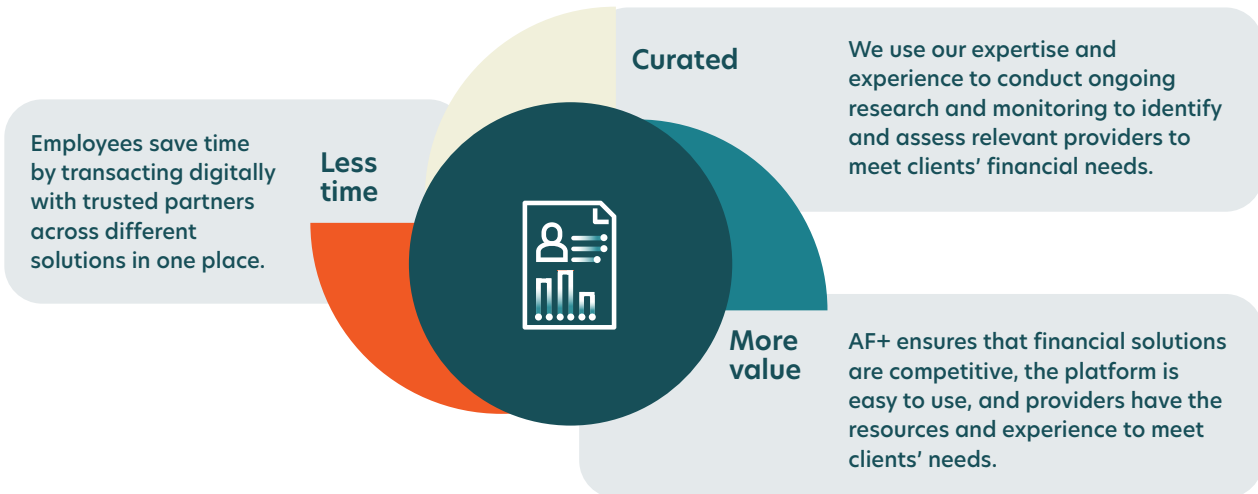 Curated
We use our expertise and
experience to conduct ongoing
research and monitoring to identify
and assess relevant providers to
meet clients’ financial needs.
Less
time
Employees save time
by transacting digitally
with trusted partners
across different
solutions in one place.
More
value
AF+ ensures that financial solutions
are competitive, the platform is
easy to use, and providers have the
resources and experience to meet
clients’ needs.